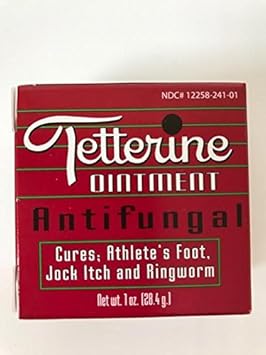 NDC# 12258-241-01
Tetterine
OINTMENT
Antifungal
Cures; Athlete's Foot,
Jock Itch and Ringworm
Net wt. 1 oz. (28.4 g.)